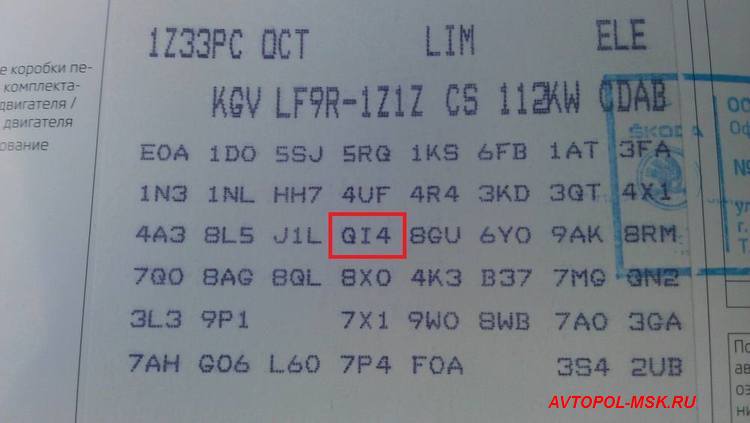 1Z33PC OCT LIM ELE
е коробки пе-
комплекта-
двигателя /
двигателя
ование
KGV LF9R-1Z1Z CS 112KW CDAB
ŠKODA
E0A 1D0 5SJ 5RQ 1KS 6FB 1AT 3FA
1N3 1NL HH7 4UF 4R4 3KD 3QT 4X1
4A3 8L5 J1L QI4 8GU 6Y0 9AK 8RM
7Q0 8AG 8QL 8X0 4K3 B37 7MG QN2
3L3 9P1 7X1 9W0 8WB 7A0 3GA
7AH G06 L60 7P4 F0A 3S4 2UB
AVTOPOL-MSK.RU